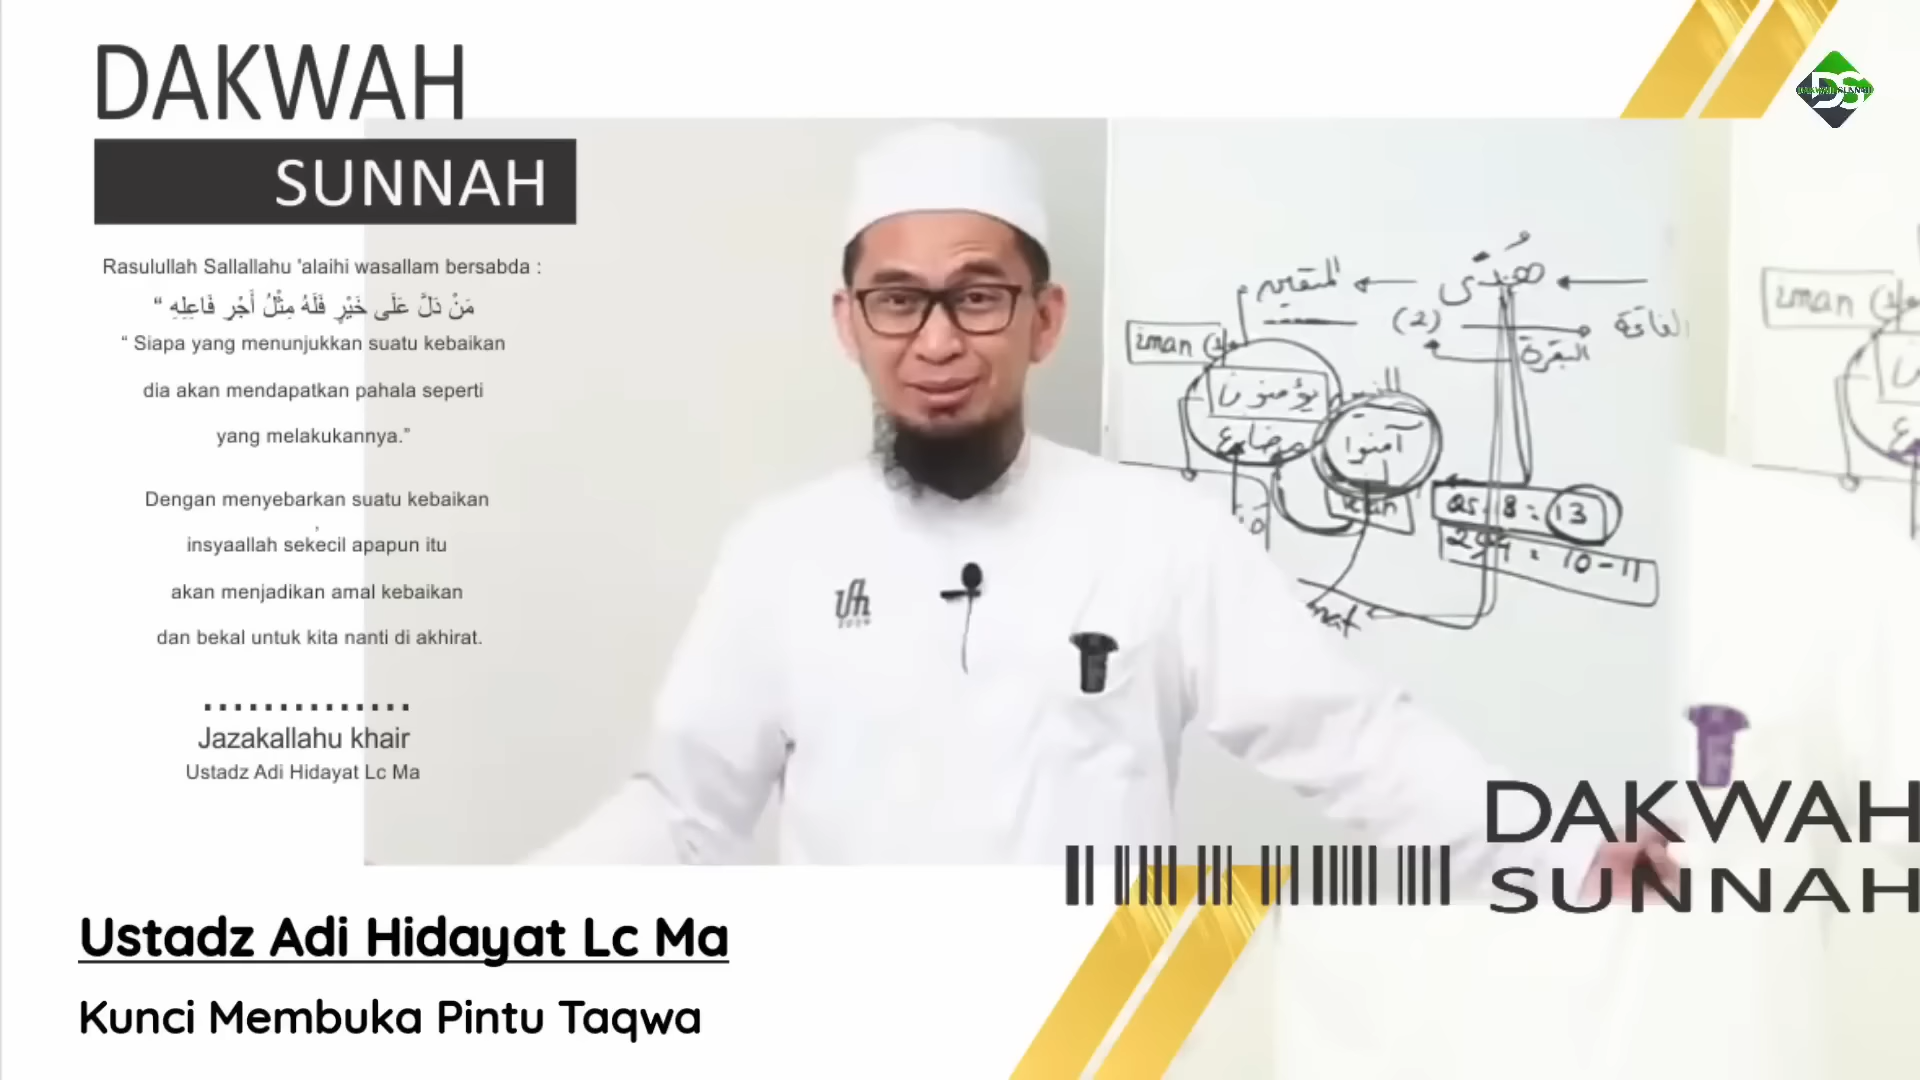 DAKWAH
SUNNAH
Rasulullah Sallallahu 'alaihi wasallam bersabda :
“ مَنْ دَلَّ عَلَى خَيْرٍ فَلَهُ مِثْلُ أَجْرِ فَاعِلِهِ
“ Siapa yang menunjukkan suatu kebaikan
dia akan mendapatkan pahala seperti
yang melakukannya.”
Dengan menyebarkan suatu kebaikan
insyaallah sekecil apapun itu
akan menjadikan amal kebaikan
dan bekal untuk kita nanti di akhirat.
Jazakallahu khair
Ustadz Adi Hidayat Lc Ma
DS
هُدًى
المتقين
(2)
البقرة
iman
يؤمنون
مضارع
آمنوا
QS. 8 : 13
10-11
DAKWAH
SUNNAH
Ustadz Adi Hidayat Lc Ma
Kunci Membuka Pintu Taqwa